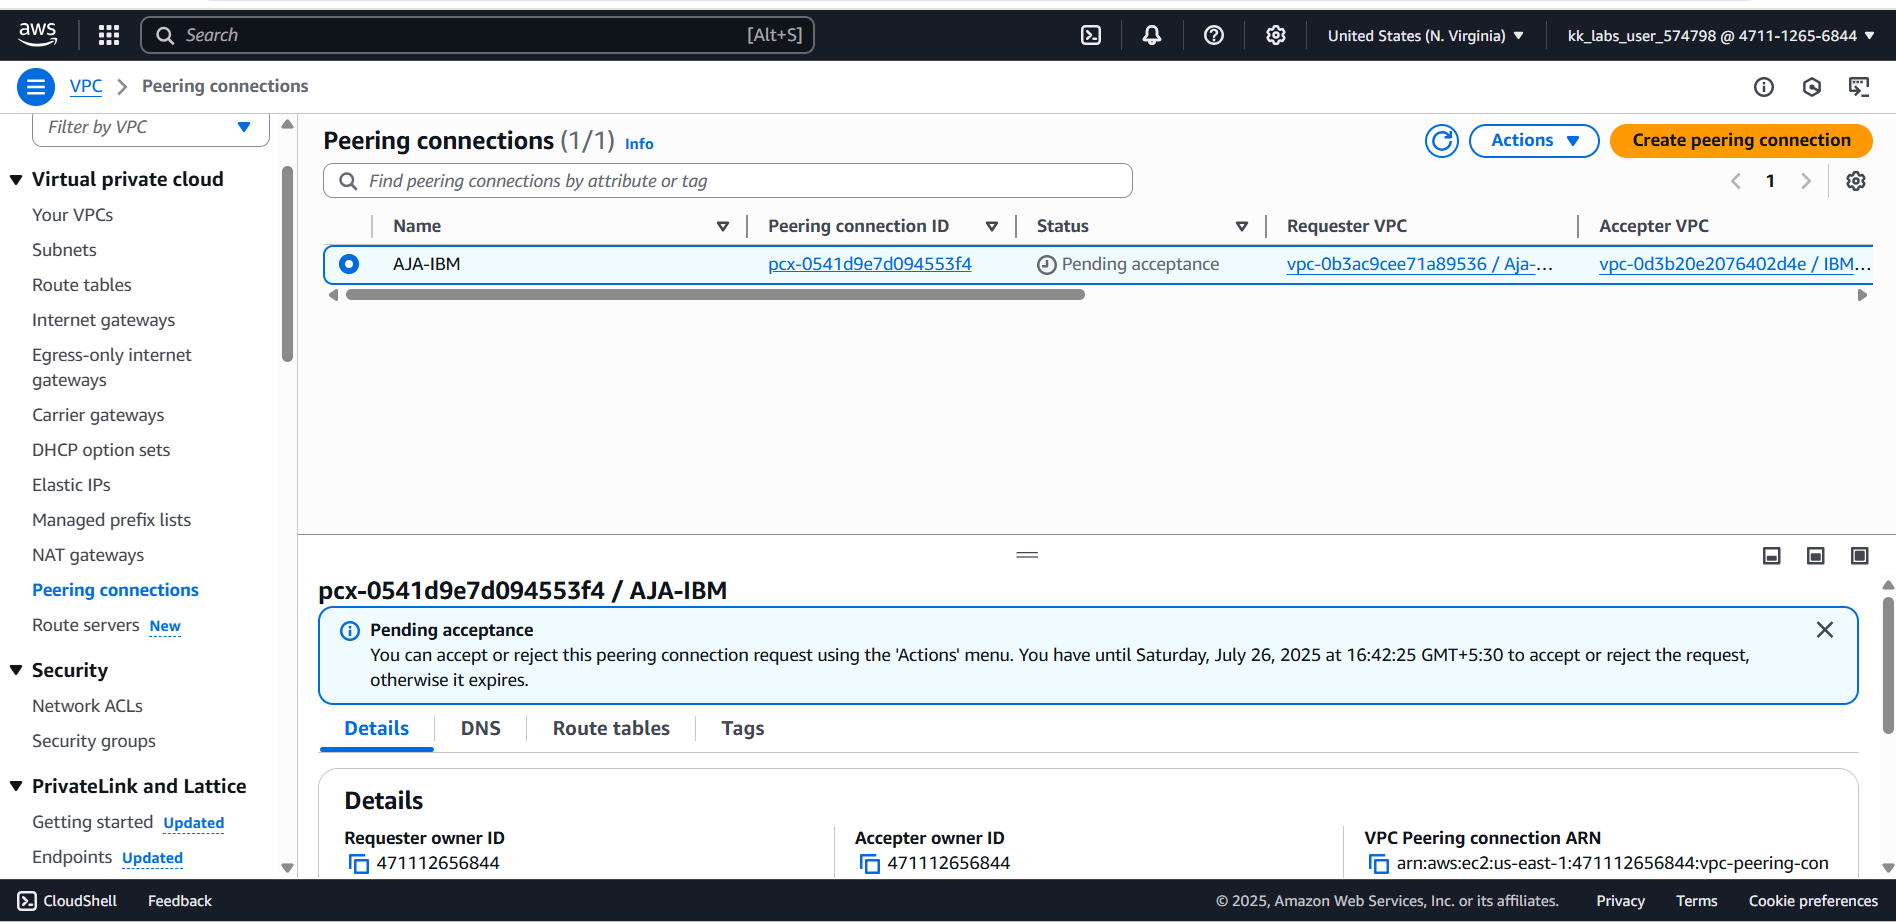 aws
Search
[Alt+S]
United States (N. Virginia)
kk_labs_user_574798 @ 4711-1265-6844
VPC
Peering connections
Filter by VPC
Virtual private cloud
Your VPCs
Subnets
Route tables
Internet gateways
Egress-only internet
gateways
Carrier gateways
DHCP option sets
Elastic IPs
Managed prefix lists
NAT gateways
Peering connections
Route servers New
Security
Network ACLs
Security groups
PrivateLink and Lattice
Getting started Updated
Endpoints Updated
Peering connections (1/1) Info
Actions
Create peering connection
Find peering connections by attribute or tag
1
Name
Peering connection ID
Status
Requester VPC
Accepter VPC
AJA-IBM
pcx-0541d9e7d094553f4
Pending acceptance
vpc-0b3ac9cee71a89536 / Aja-...
vpc-0d3b20e2076402d4e / IBM...
pcx-0541d9e7d094553f4 / AJA-IBM
Pending acceptance
You can accept or reject this peering connection request using the 'Actions' menu. You have until Saturday, July 26, 2025 at 16:42:25 GMT+5:30 to accept or reject the request,
otherwise it expires.
Details
DNS
Route tables
Tags
Details
Requester owner ID
471112656844
Accepter owner ID
471112656844
VPC Peering connection ARN
arn:aws:ec2:us-east-1:471112656844:vpc-peering-con
CloudShell
Feedback
© 2025, Amazon Web Services, Inc. or its affiliates.
Privacy
Terms
Cookie preferences